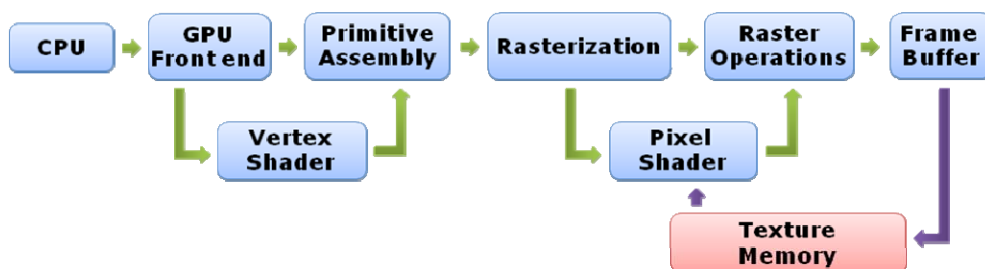 CPU
GPU
Front end
Primitive
Assembly
Rasterization
Raster
Operations
Frame
Buffer
Vertex
Shader
Pixel
Shader
Texture
Memory